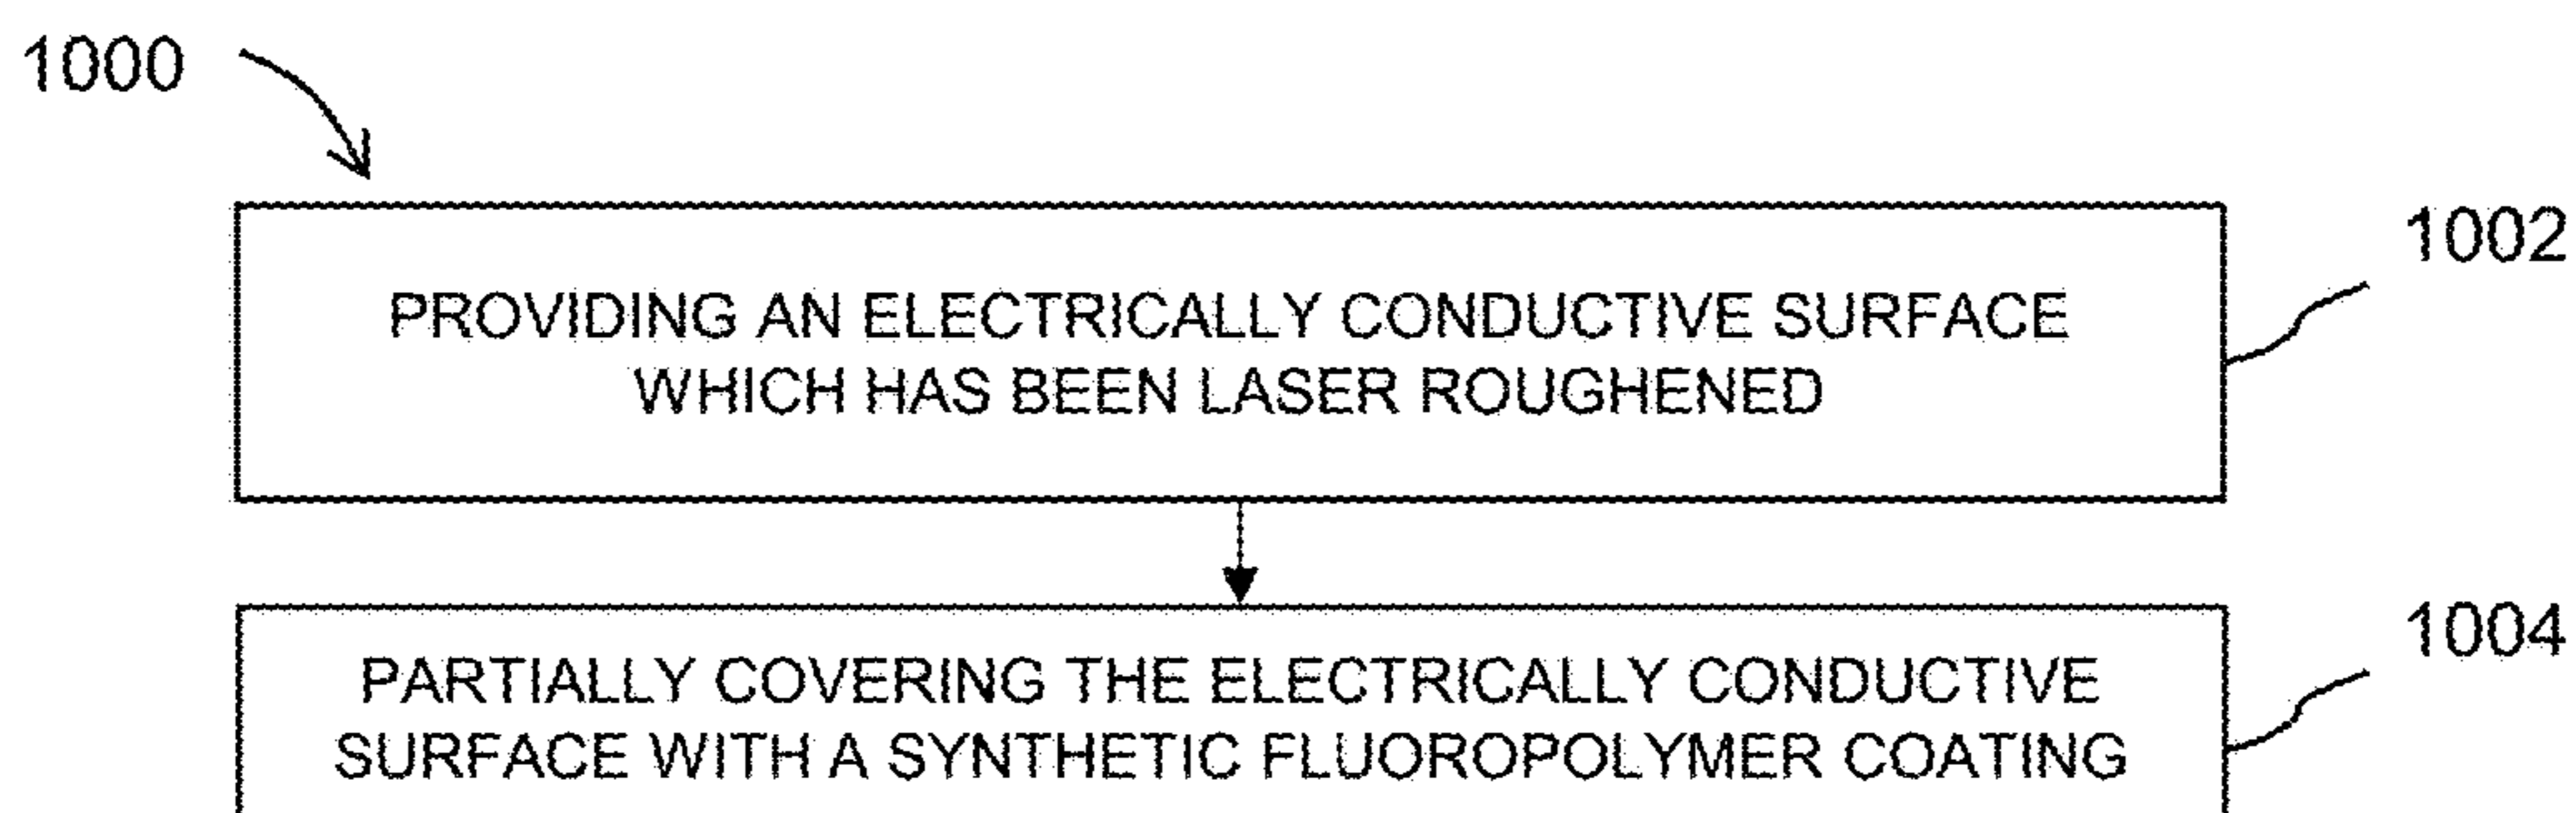 1000
1002
PROVIDING AN ELECTRICALLY CONDUCTIVE SURFACE
WHICH HAS BEEN LASER ROUGHENED
1004
PARTIALLY COVERING THE ELECTRICALLY CONDUCTIVE
SURFACE WITH A SYNTHETIC FLUOROPOLYMER COATING